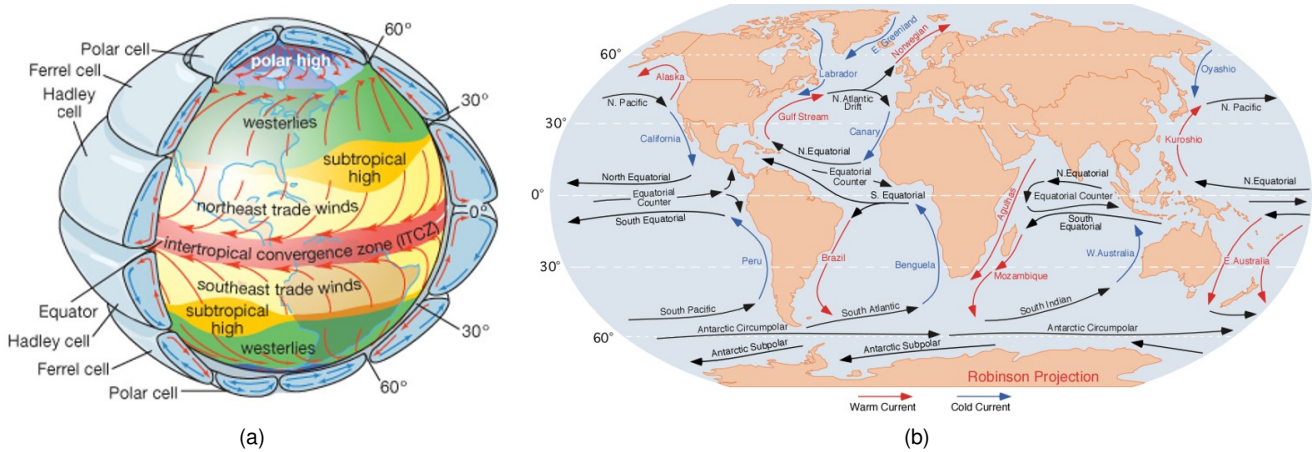 Polar cell
Ferrel cell
Hadley
cell
Equator
Hadley cell
Ferrel cell
Polar cell
60°
30°
0°
30°
60°
polar high
westerlies
subtropical
high
northeast trade winds
intertropical convergence zone (ITCZ)
southeast trade winds
subtropical
high
westerlies
(a)
60°
30°
0°
30°
60°
Alaska
N. Pacific
California
North Equatorial
Equatorial
Counter
South Equatorial
Peru
South Pacific
Antarctic Circumpolar
Antarctic Subpolar
Labrador
E. Greenland
Norwegian
N. Atlantic
Drift
Gulf Stream
Canary
N.Equatorial
Equatorial
Counter
S. Equatorial
Brazil
Benguela
South Atlantic
Antarctic Subpolar
Agulhas
Mozambique
N.Equatorial
Equatorial Counter
South
Equatorial
W.Australia
South Indian
Antarctic Circumpolar
Oyashio
N. Pacific
Kuroshio
N.Equatorial
E.Australia
Robinson Projection
Warm Current
Cold Current
(b)